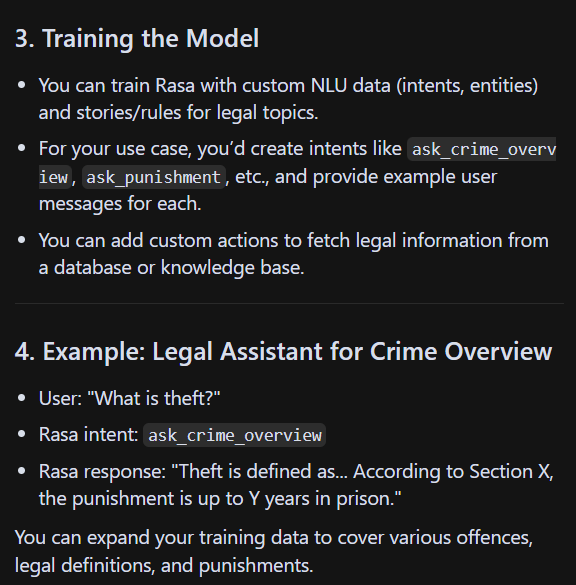 3. Training the Model
• You can train Rasa with custom NLU data (intents, entities)
and stories/rules for legal topics.
• For your use case, you’d create intents like ask_crime_overv
iew, ask_punishment, etc., and provide example user
messages for each.
• You can add custom actions to fetch legal information from
a database or knowledge base.
4. Example: Legal Assistant for Crime Overview
• User: "What is theft?"
• Rasa intent: ask_crime_overview
• Rasa response: "Theft is defined as... According to Section X,
the punishment is up to Y years in prison."
You can expand your training data to cover various offences,
legal definitions, and punishments.